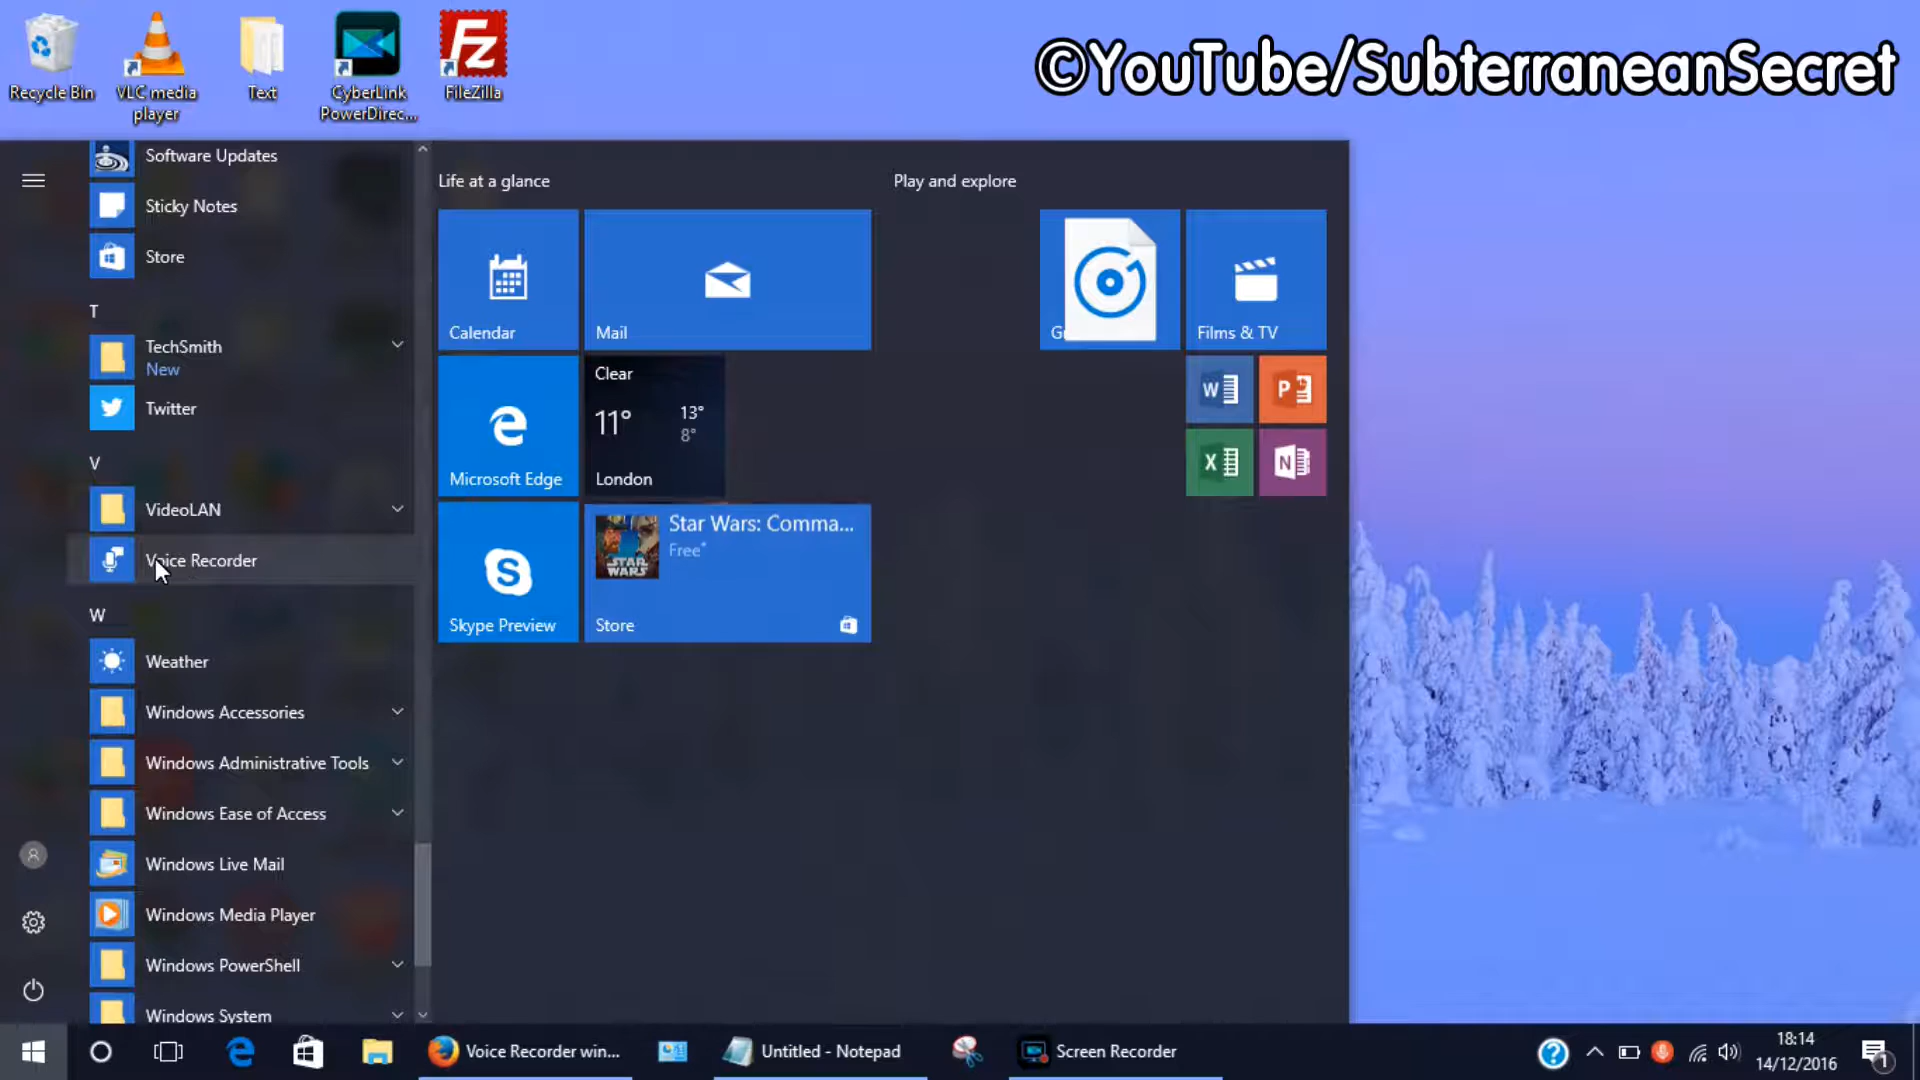 Recycle Bin
VLC media
player
Text
CyberLink
PowerDirec...
FileZilla
©YouTube/SubterraneanSecret
Software Updates
Sticky Notes
Store
T
TechSmith
New
Twitter
V
VideoLAN
Voice Recorder
W
Weather
Windows Accessories
Windows Administrative Tools
Windows Ease of Access
Windows Live Mail
Windows Media Player
Windows PowerShell
Windows System
Life at a glance
Calendar
Mail
Microsoft Edge
Clear
11°
13°
8°
London
Skype Preview
Star Wars: Comma...
Free*
STAR
WARS
Store
Play and explore
Films & TV
Voice Recorder win...
Untitled - Notepad
Screen Recorder
18:14
14/12/2016
1